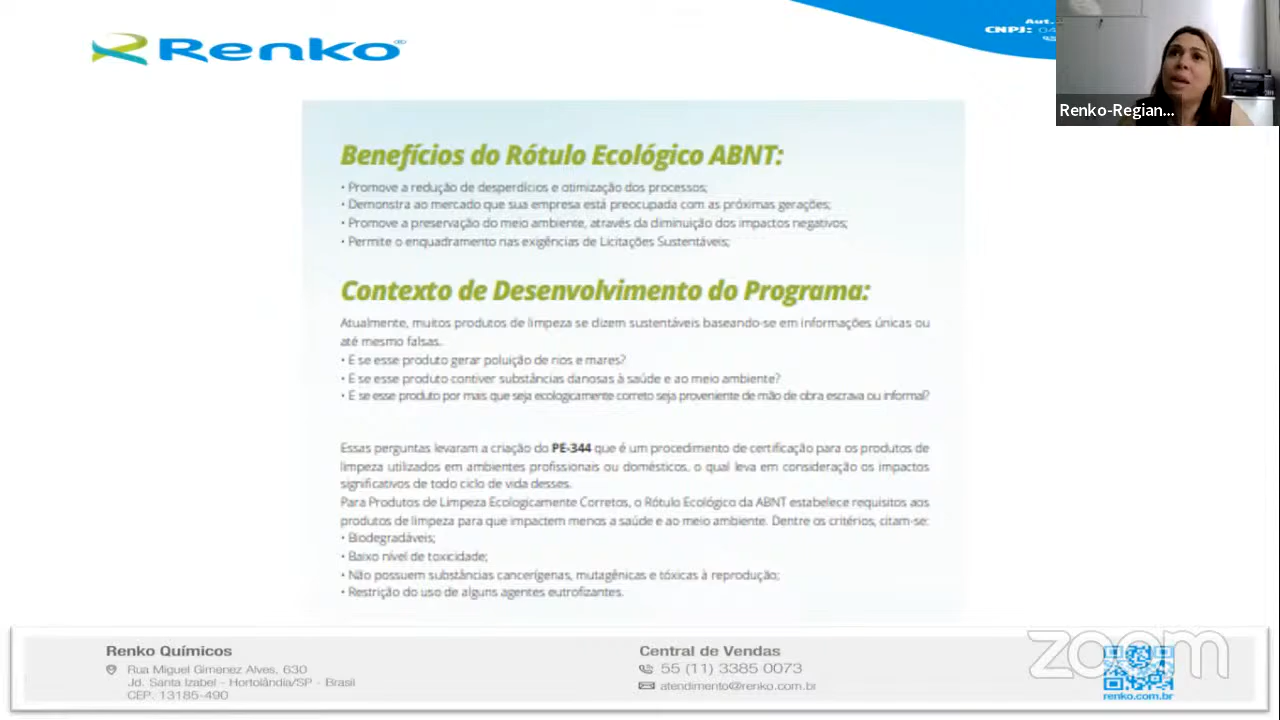 Renko®
Aut.
CNPJ: 04
Renko-Regian...
Benefícios do Rótulo Ecológico ABNT:
• Promove a redução de desperdícios e otimização dos processos;
• Demonstra ao mercado que sua empresa está preocupada com as próximas gerações;
• Promove a preservação do meio ambiente, através da diminuição dos impactos negativos;
• Permite o enquadramento nas exigências de Licitações Sustentáveis;
Contexto de Desenvolvimento do Programa:
Atualmente, muitos produtos de limpeza se dizem sustentáveis baseando-se em informações únicas ou
até mesmo falsas.
• E se esse produto gerar poluição de rios e mares?
• E se esse produto contiver substâncias danosas à saúde e ao meio ambiente?
• E se esse produto por mais que seja ecologicamente correto seja proveniente de mão de obra escrava ou informal?
Essas perguntas levaram a criação do PE-344 que é um procedimento de certificação para os produtos de
limpeza utilizados em ambientes profissionais ou domésticos, o qual leva em consideração os impactos
significativos de todo ciclo de vida desses.
Para Produtos de Limpeza Ecologicamente Corretos, o Rótulo Ecológico da ABNT estabelece requisitos aos
produtos de limpeza para que impactem menos a saúde e ao meio ambiente. Dentre os critérios, citam-se:
• Biodegradáveis;
• Baixo nível de toxicidade;
• Não possuem substâncias cancerígenas, mutagênicas e tóxicas à reprodução;
• Restrição do uso de alguns agentes eutrofizantes.
Renko Químicos
Rua Miguel Gimenez Alves, 630
Jd. Santa Izabel - Hortolândia/SP - Brasil
CEP: 13185-490
Central de Vendas
55 (11) 3385 0073
atendimento@renko.com.br
zoom
renko.com.br